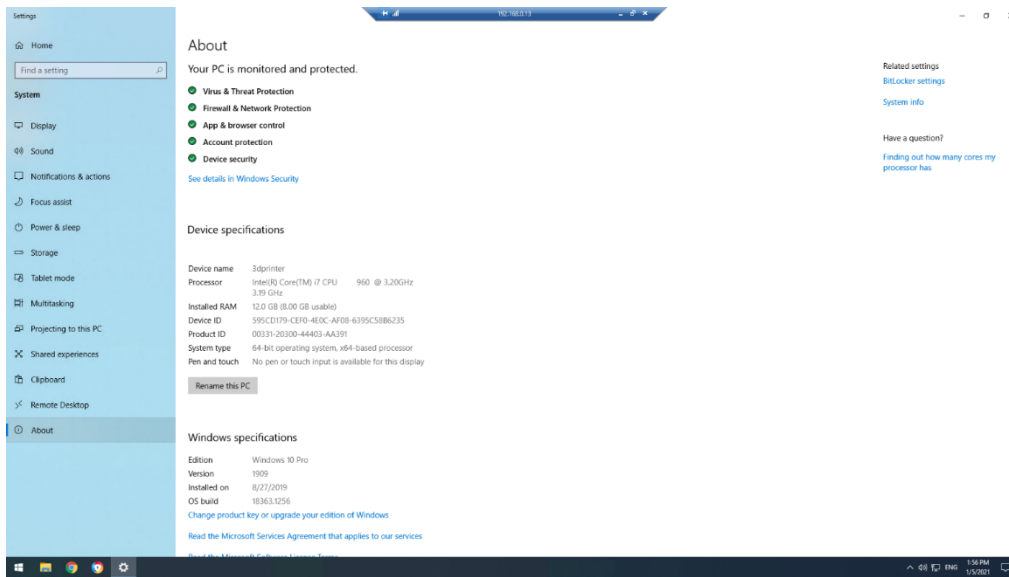 Settings
192.168.0.13
Home
Find a setting
System
Display
Sound
Notifications & actions
Focus assist
Power & sleep
Storage
Tablet mode
Multitasking
Projecting to this PC
Shared experiences
Clipboard
Remote Desktop
About
About
Your PC is monitored and protected.
Virus & Threat Protection
Firewall & Network Protection
App & browser control
Account protection
Device security
See details in Windows Security
Device specifications
Device name 3dprinter
Processor Intel(R) Core(TM) i7 CPU 960 @ 3.20GHz
3.19 GHz
Installed RAM 12.0 GB (8.00 GB usable)
Device ID 595CD179-CEF0-4E0C-AF08-6395C58B6235
Product ID 00331-20300-44403-AA391
System type 64-bit operating system, x64-based processor
Pen and touch No pen or touch input is available for this display
Rename this PC
Windows specifications
Edition Windows 10 Pro
Version 1909
Installed on 8/27/2019
OS build 18363.1256
Change product key or upgrade your edition of Windows
Read the Microsoft Services Agreement that applies to our services
Read the Microsoft Software License Terms
Related settings
BitLocker settings
System info
Have a question?
Finding out how many cores my
processor has
ENG
1:56 PM
1/5/2021